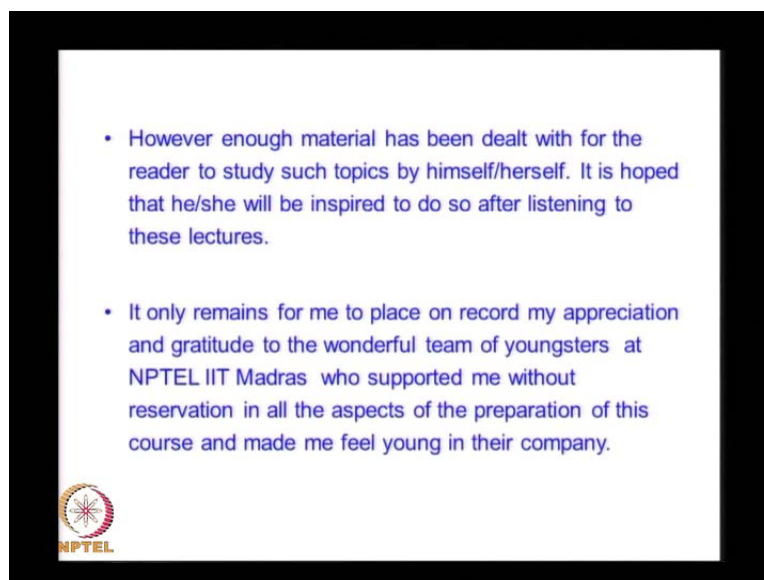 • However enough material has been dealt with for the
reader to study such topics by himself/herself. It is hoped
that he/she will be inspired to do so after listening to
these lectures.
• It only remains for me to place on record my appreciation
and gratitude to the wonderful team of youngsters at
NPTEL IIT Madras who supported me without
reservation in all the aspects of the preparation of this
course and made me feel young in their company.
NPTEL